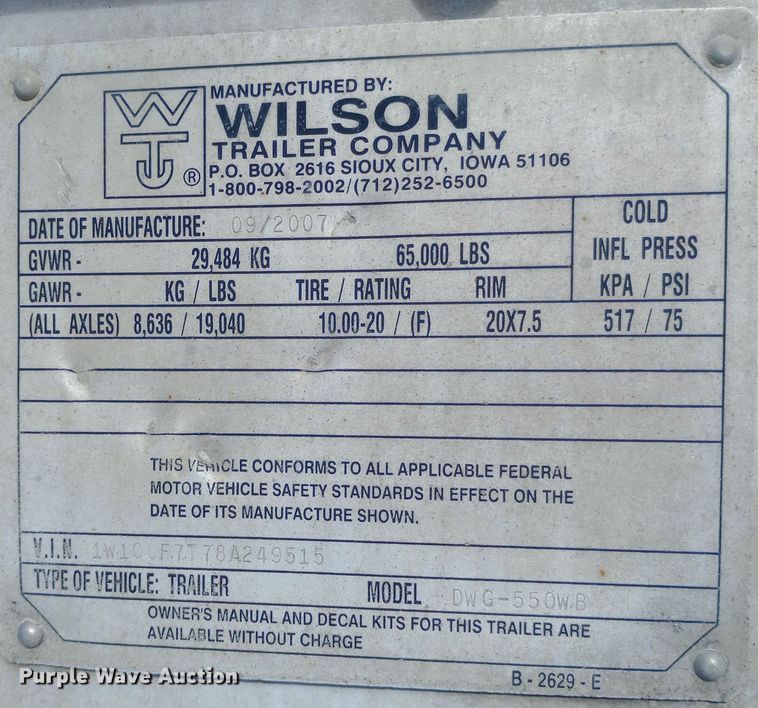 WT®
MANUFACTURED BY:
WILSON
TRAILER COMPANY
P.O. BOX 2616 SIOUX CITY, IOWA 51106
1-800-798-2002/(712)252-6500
DATE OF MANUFACTURE: 09/2007
COLD
INFL PRESS
KPA / PSI
GVWR - 29,484 KG 65,000 LBS
GAWR - KG / LBS TIRE / RATING RIM
(ALL AXLES) 8,636 / 19,040 10.00-20 / (F) 20X7.5 517 / 75
THIS VEHICLE CONFORMS TO ALL APPLICABLE FEDERAL
MOTOR VEHICLE SAFETY STANDARDS IN EFFECT ON THE
DATE OF ITS MANUFACTURE SHOWN.
V.I.N.
TYPE OF VEHICLE: TRAILER MODEL DWG-550WB
OWNER'S MANUAL AND DECAL KITS FOR THIS TRAILER ARE
AVAILABLE WITHOUT CHARGE
B - 2629 - E
Purple Wave Auction